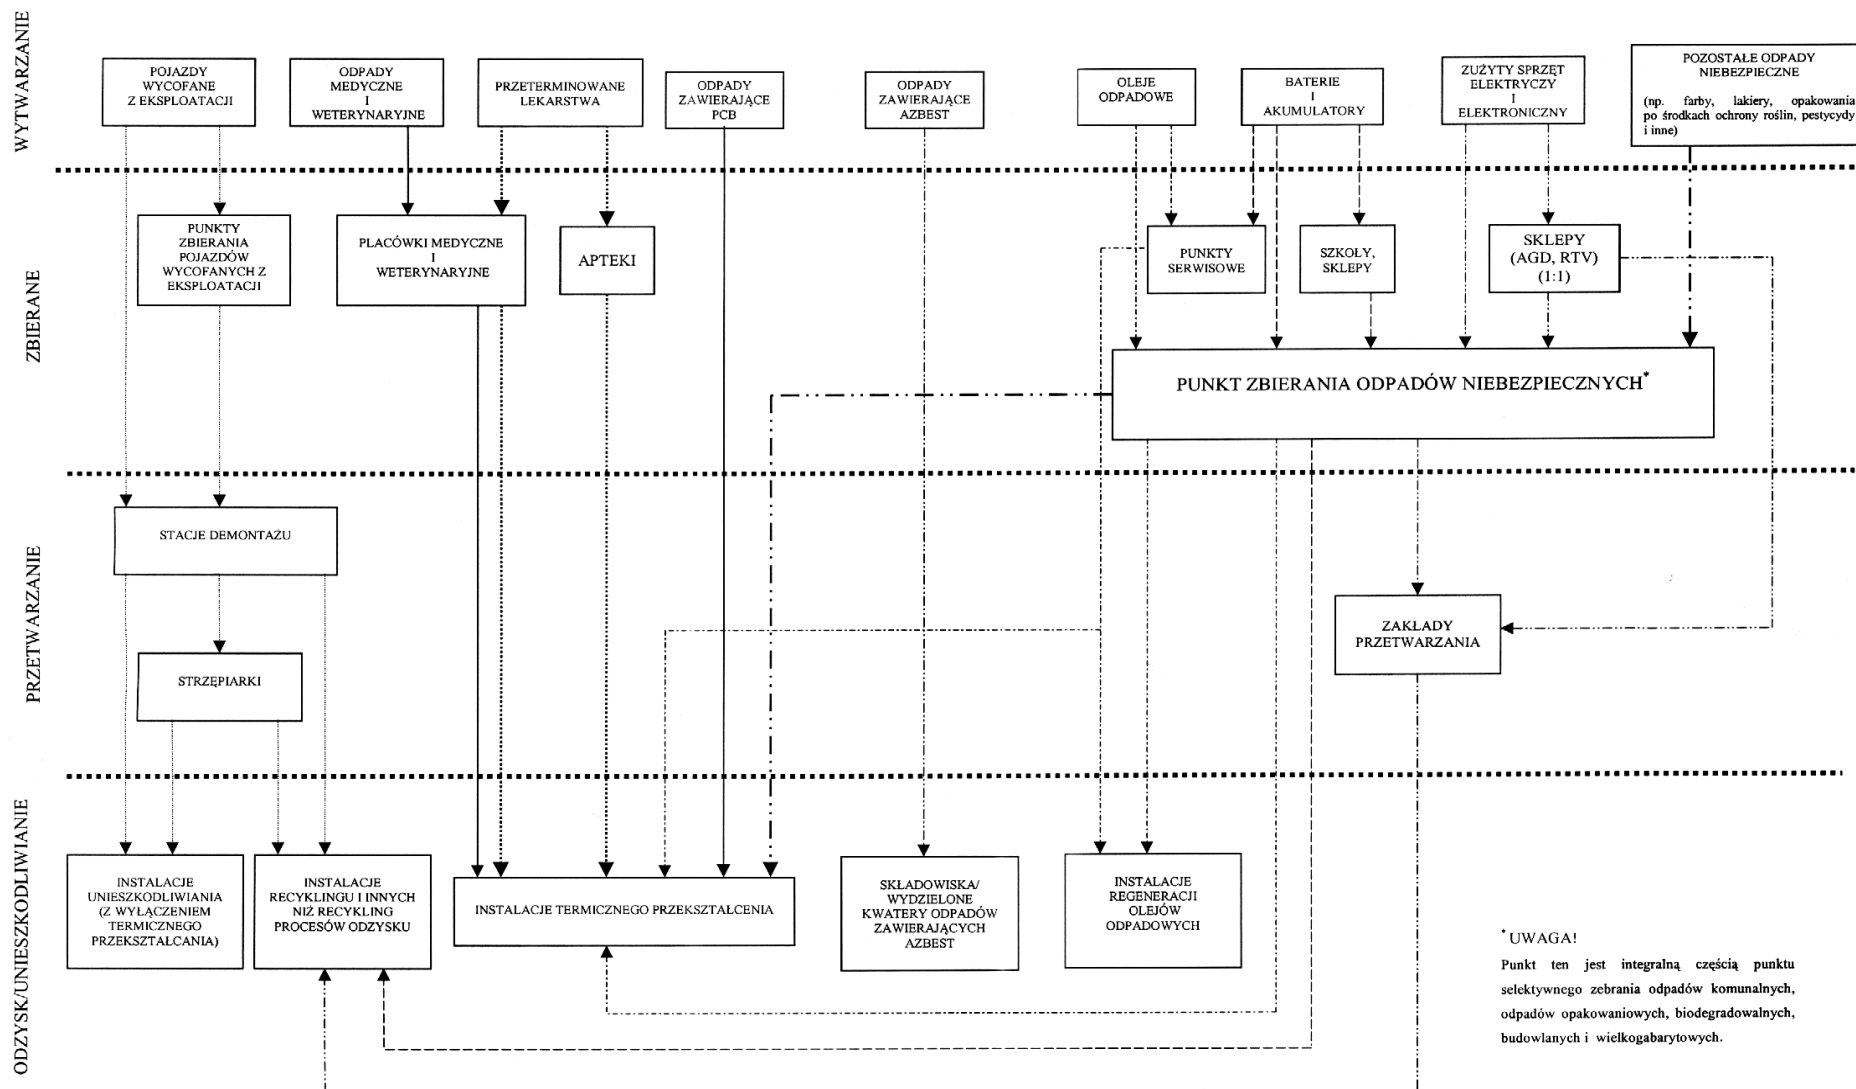 WYTWARZANIE
POJAZDY
WYCOFANE
Z EKSPLOATACJI
ODPADY
MEDYCZNE
I
WETERYNARYJNE
PRZETERMINOWANE
LEKARSTWA
ODPADY
ZAWIERAJĄCE
PCB
ODPADY
ZAWIERAJĄCE
AZBEST
OLEJE
ODPADOWE
BATERIE
I
AKUMULATORY
ZUŻYTY SPRZĘT
ELEKTRYCZY
I
ELEKTRONICZNY
POZOSTAŁE ODPADY
NIEBEZPIECZNE
(np. farby, lakiery, opakowania
po środkach ochrony roślin, pestycydy
i inne)
ZBIERANE
PUNKTY
ZBIERANIA
POJAZDÓW
WYCOFANYCH Z
EKSPLOATACJI
PLACÓWKI MEDYCZNE
I
WETERYNARYJNE
APTEKI
PUNKTY
SERWISOWE
SZKOŁY,
SKLEPY
SKLEPY
(AGD, RTV)
(1:1)
PUNKT ZBIERANIA ODPADÓW NIEBEZPIECZNYCH*
PRZETWARZANIE
STACJE DEMONTAŻU
STRZĘPIARKI
ZAKŁADY
PRZETWARZANIA
ODZYSK/UNIESZKODLIWIANIE
INSTALACJE
UNIESZKODLIWIANIA
(Z WYŁĄCZENIEM
TERMICZNEGO
PRZEKSZTAŁCANIA)
INSTALACJE
RECYKLINGU I INNYCH
NIŻ RECYKLING
PROCESÓW ODZYSKU
INSTALACJE TERMICZNEGO PRZEKSZTAŁCENIA
SKŁADOWISKA/
WYDZIELONE
KWATERY ODPADÓW
ZAWIERAJĄCYCH
AZBEST
INSTALACJE
REGENERACJI
OLEJÓW
ODPADOWYCH
* UWAGA!
Punkt ten jest integralną częścią punktu
selektywnego zebrania odpadów komunalnych,
odpadów opakowaniowych, biodegradowalnych,
budowlanych i wielkogabarytowych.